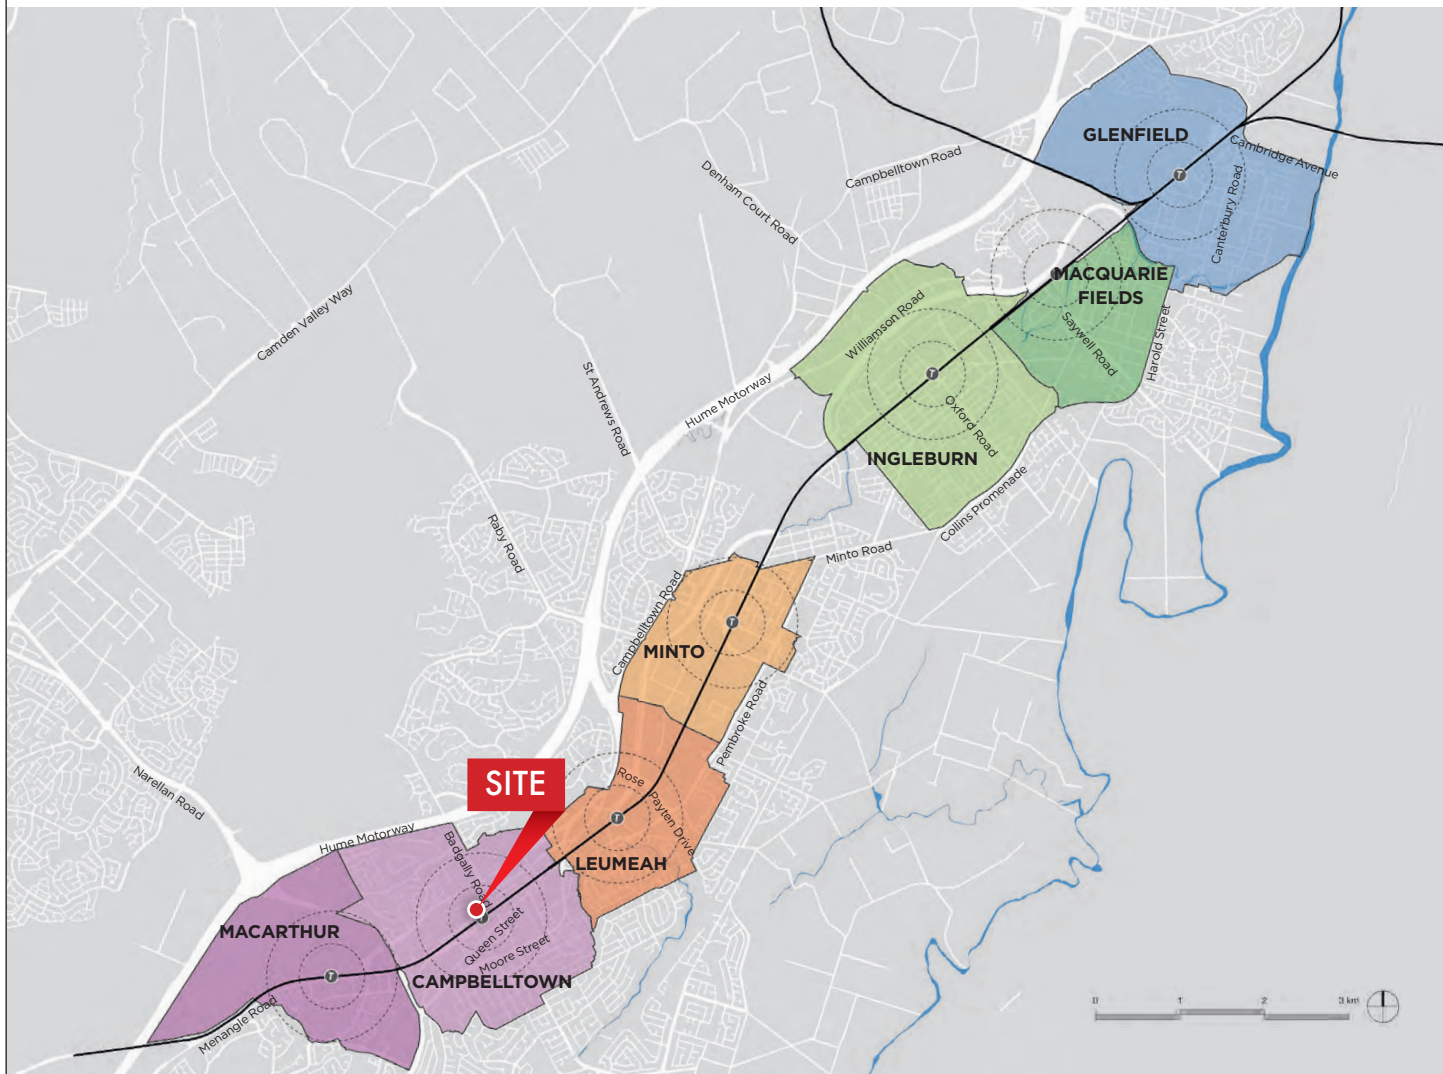 GLENFIELD
Cambridge Avenue
Campbelltown Road
Denham Court Road
T
Canterbury Road
T
MACQUARIE
FIELDS
Camden Valley Way
Williamson Road
Saywell Road
Harold Street
St Andrews Road
Hume Motorway
T
Oxford Road
INGLEBURN
Collins Promenade
Raby Road
Minto Road
Campbelltown Road
T
MINTO
Pembroke Road
Narellan Road
SITE
Rose Payten Drive
T
Hume Motorway
Badgally Road
LEUMEAH
MACARTHUR
Queen Street
Moore Street
T
CAMPBELLTOWN
Menangle Road
0 1 2 3 km